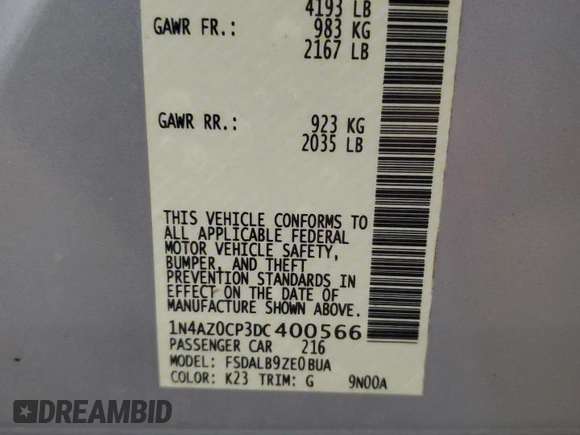 4193 LB
GAWR FR.: 983 KG
2167 LB
GAWR RR.: 923 KG
2035 LB
THIS VEHICLE CONFORMS TO
ALL APPLICABLE FEDERAL
MOTOR VEHICLE SAFETY,
BUMPER, AND THEFT
PREVENTION STANDARDS IN
EFFECT ON THE DATE OF
MANUFACTURE SHOWN ABOVE.
1N4AZ0CP3DC400566
PASSENGER CAR 216
MODEL: FSDALB9ZE0BUA
COLOR: K23 TRIM: G 9N00A
DREAMBID